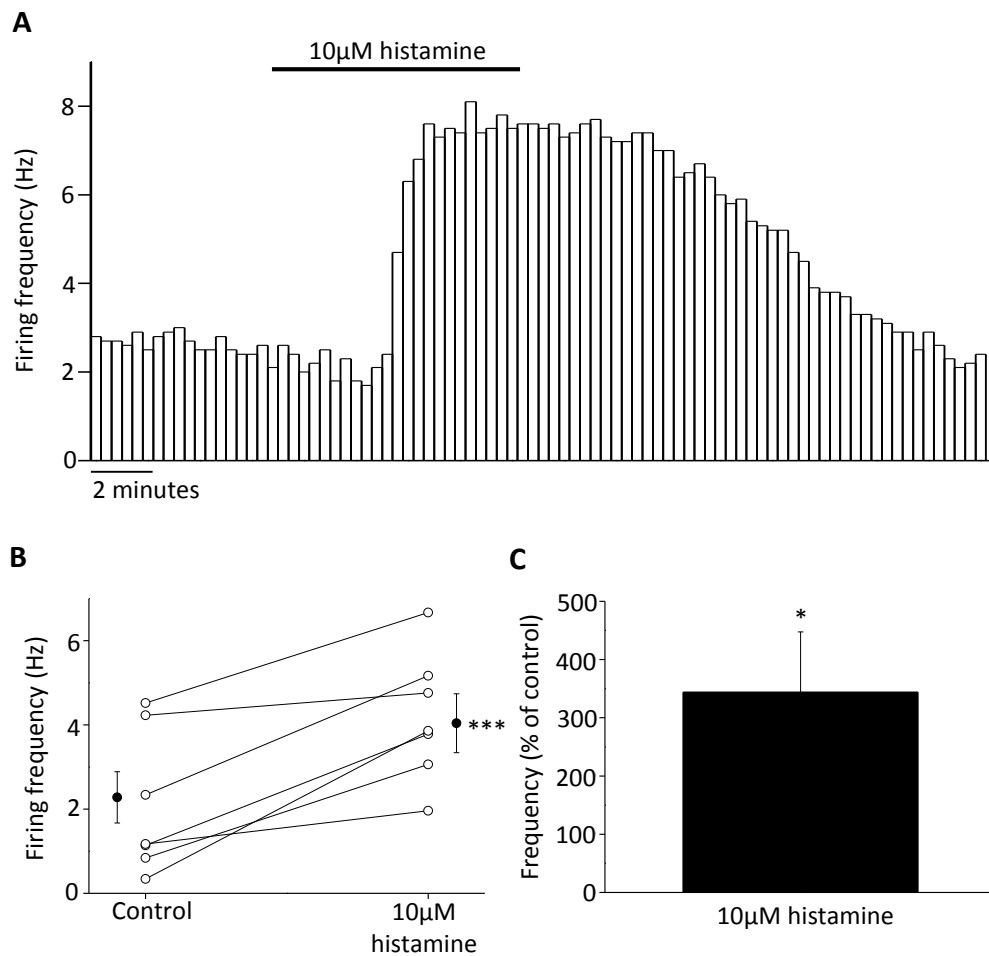 A
10µM histamine
Firing frequency (Hz)
8
6
4
2
0
2 minutes
B
Firing frequency (Hz)
6
4
2
0
Control
10µM
histamine
***
C
Frequency (% of control)
500
400
300
200
100
0
*
10µM histamine